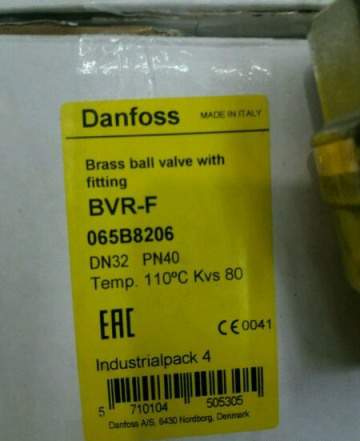 Danfoss MADE IN ITALY
Brass ball valve with
fitting
BVR-F
065B8206
DN32 PN40
Temp. 110ºC Kvs 80
EAC CE 0041
Industrialpack 4
5 710104 505305
Danfoss A/S, 6430 Nordborg, Denmark